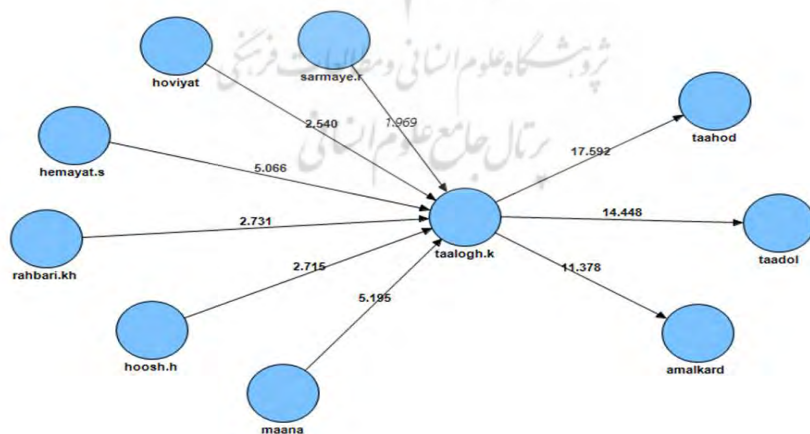 پژوهشگاه علوم انسانی و مطالعات فرهنگی
پرتال جامع علوم انسانی
hoviyat
sarmaye.r
hemayat.s
rahbari.kh
hoosh.h
maana
taalogh.k
taahod
taadol
amalkard
2.540
1.969
5.066
2.731
2.715
5.195
17.592
14.448
11.378